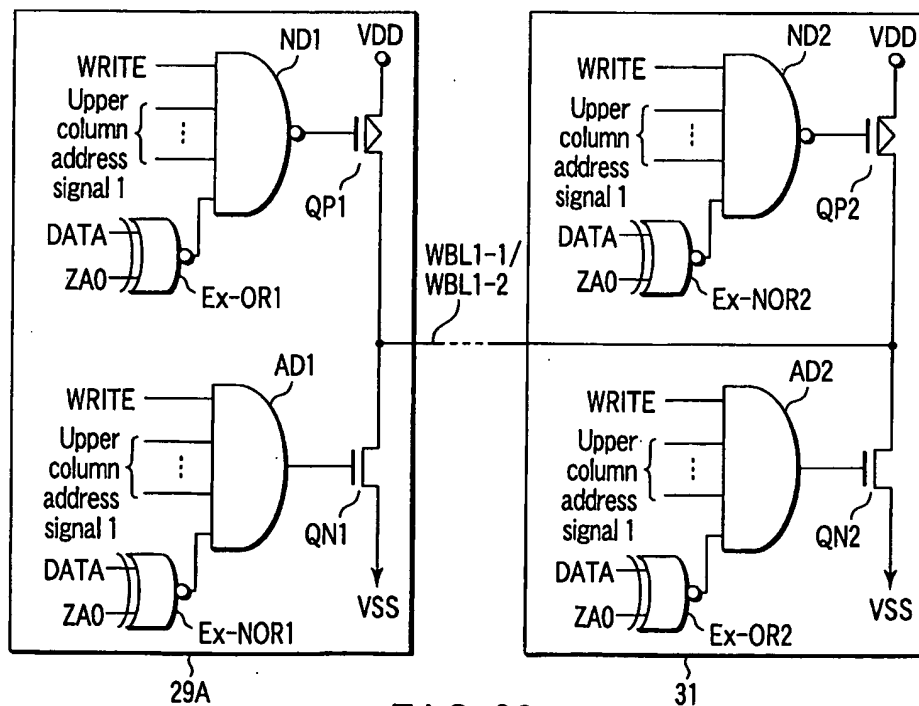 ND1
VDD
WRITE
Upper
column
address
signal 1
QP1
DATA
ZA0
Ex-OR1
AD1
WRITE
Upper
column
address
signal 1
QN1
DATA
ZA0
Ex-NOR1
VSS
29A
WBL1-1/
WBL1-2
ND2
VDD
WRITE
Upper
column
address
signal 1
QP2
DATA
ZA0
Ex-NOR2
AD2
WRITE
Upper
column
address
signal 1
QN2
DATA
ZA0
Ex-OR2
VSS
31